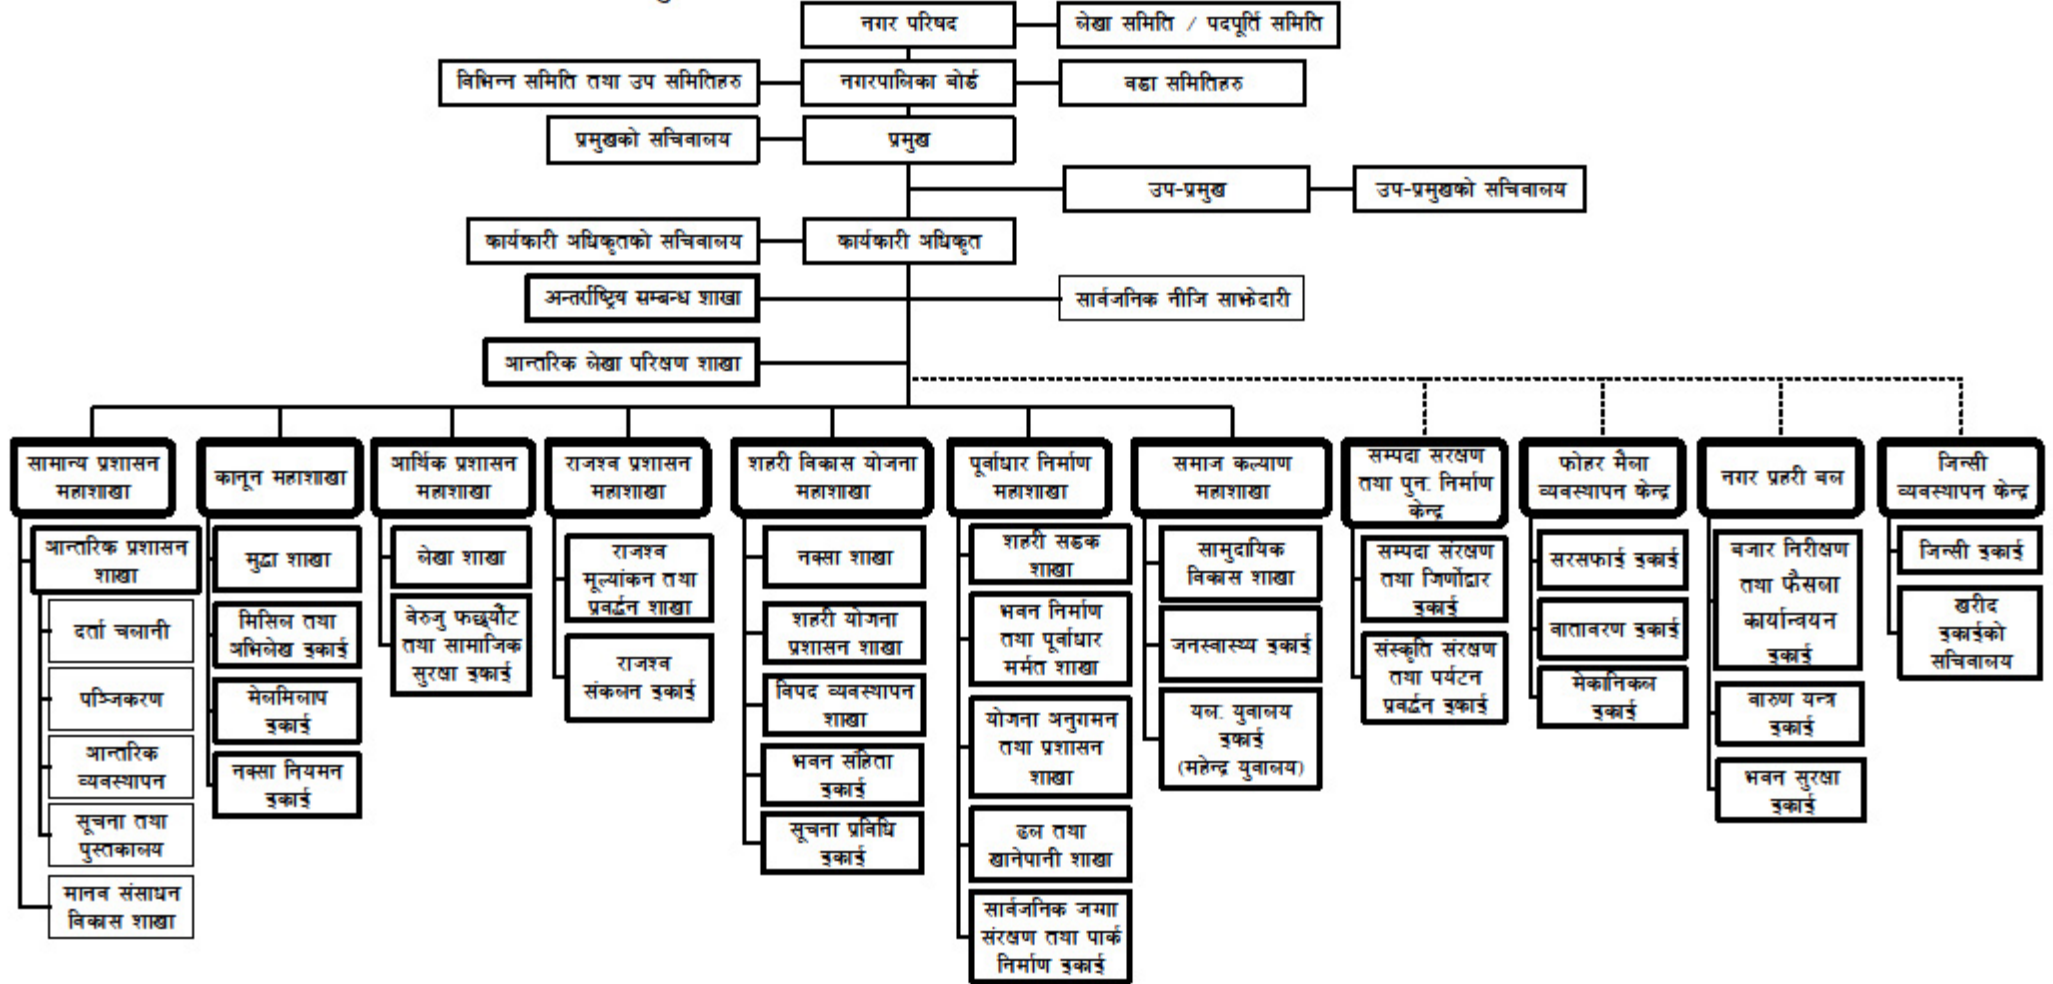 नगर परिषद
लेखा समिति / पदपूर्ति समिति
विभिन्न समिति तथा उप समितिहरु
नगरपालिका बोर्ड
वडा समितिहरु
प्रमुखको सचिवालय
प्रमुख
उप-प्रमुख
उप-प्रमुखको सचिवालय
कार्यकारी अधिकृतको सचिवालय
कार्यकारी अधिकृत
अन्तर्राष्ट्रिय सम्बन्ध शाखा
सार्वजनिक नीजि साझेदारी
आन्तरिक लेखा परिक्षण शाखा
सामान्य प्रशासन
महाशाखा
आन्तरिक प्रशासन
शाखा
दर्ता चलानी
पञ्जिकरण
आन्तरिक
व्यवस्थापन
सूचना तथा
पुस्तकालय
मानव संसाधन
विकास शाखा
कानून महाशाखा
मुद्दा शाखा
मिसिल तथा
अभिलेख इकाई
मेलमिलाप
इकाई
नक्सा नियमन
इकाई
आर्थिक प्रशासन
महाशाखा
लेखा शाखा
बेरुजु फछर्यौट
तथा सामाजिक
सुरक्षा इकाई
राजश्व प्रशासन
महाशाखा
राजश्व
मूल्यांकन तथा
प्रवर्द्धन शाखा
राजश्व
संकलन इकाई
शहरी विकास योजना
महाशाखा
नक्सा शाखा
शहरी योजना
प्रशासन शाखा
विपद व्यवस्थापन
शाखा
भवन संहिता
इकाई
सूचना प्रविधि
इकाई
पूर्वाधार निर्माण
महाशाखा
शहरी सडक
शाखा
भवन निर्माण
तथा पूर्वाधार
मर्मत शाखा
योजना अनुगमन
तथा प्रशासन
शाखा
ढल तथा
खानेपानी शाखा
सार्वजनिक जग्गा
संरक्षण तथा पार्क
निर्माण इकाई
समाज कल्याण
महाशाखा
सामुदायिक
विकास शाखा
जनस्वास्थ्य इकाई
यल. युवालय
इकाई
(महेन्द्र युवालय)
सम्पदा संरक्षण
तथा पुन: निर्माण
केन्द्र
सम्पदा संरक्षण
तथा जिर्णोद्वार
इकाई
संस्कृति संरक्षण
तथा पर्यटन
प्रवर्द्धन इकाई
फोहर मैला
व्यवस्थापन केन्द्र
सरसफाई इकाई
वातावरण इकाई
मेकानिकल
इकाई
नगर प्रहरी बल
बजार निरीक्षण
तथा फैसला
कार्यान्वयन
इकाई
वारुण यन्त्र
इकाई
भवन सुरक्षा
इकाई
जिन्सी
व्यवस्थापन केन्द्र
जिन्सी इकाई
खरीद
इकाईको
सचिवालय